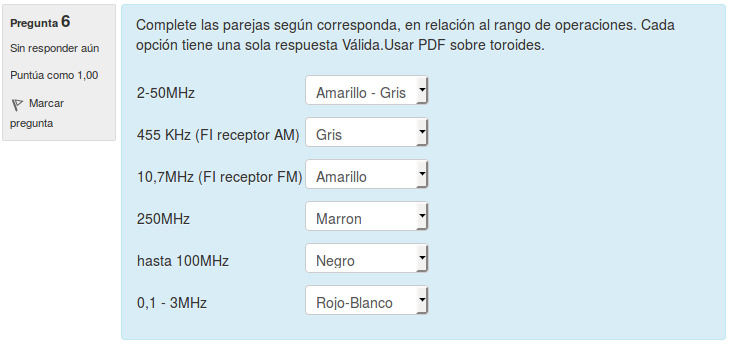 Pregunta 6
Sin responder aún
Puntúa como 1,00
Marcar
pregunta
Complete las parejas según corresponda, en relación al rango de operaciones. Cada
opción tiene una sola respuesta Válida.Usar PDF sobre toroides.
2-50MHz Amarillo - Gris
455 KHz (FI receptor AM) Gris
10,7MHz (FI receptor FM) Amarillo
250MHz Marron
hasta 100MHz Negro
0,1 - 3MHz Rojo-Blanco